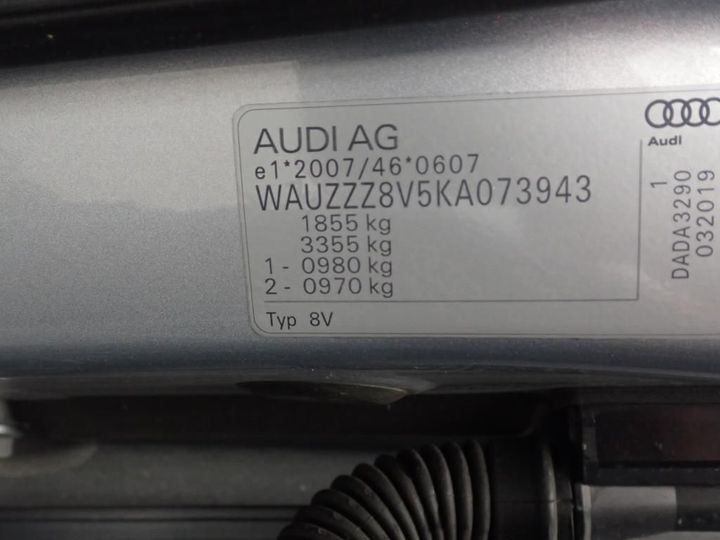 AUDI AG
e1*2007/46*0607
WAUZZZ8V5KA073943
1855 kg
3355 kg
1 - 0980 kg
2 - 0970 kg
Typ 8V
Audi
1
DADA3290
032019